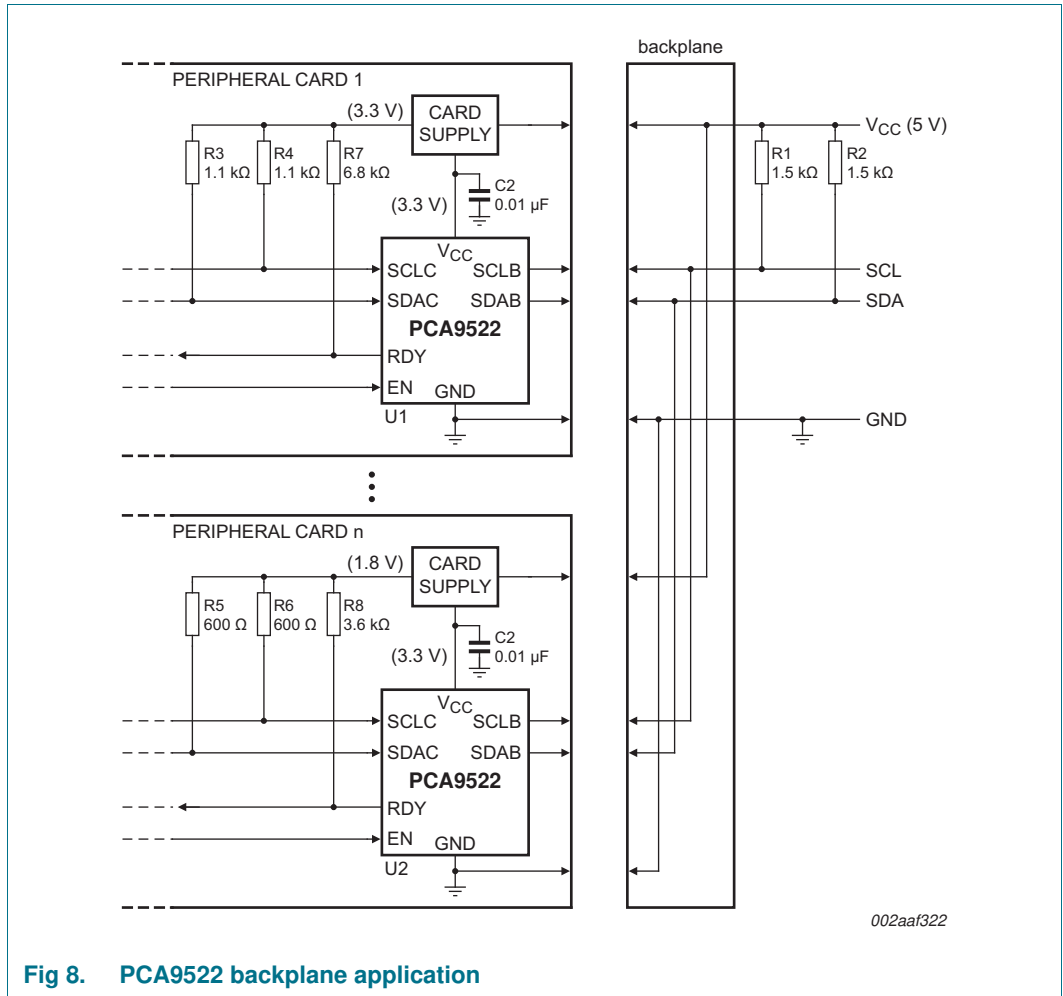 backplane
PERIPHERAL CARD 1
(3.3 V)
CARD
SUPPLY
VCC (5 V)
R3
1.1 kΩ
R4
1.1 kΩ
R7
6.8 kΩ
R1
1.5 kΩ
R2
1.5 kΩ
C2
0.01 µF
(3.3 V)
VCC
SCLC SCLB
SCL
SDAC SDAB
SDA
PCA9522
RDY
EN GND
U1
GND
PERIPHERAL CARD n
(1.8 V)
CARD
SUPPLY
R5
600 Ω
R6
600 Ω
R8
3.6 kΩ
C2
0.01 µF
(3.3 V)
VCC
SCLC SCLB
SDAC SDAB
PCA9522
RDY
EN GND
U2
002aaf322
Fig 8. PCA9522 backplane application